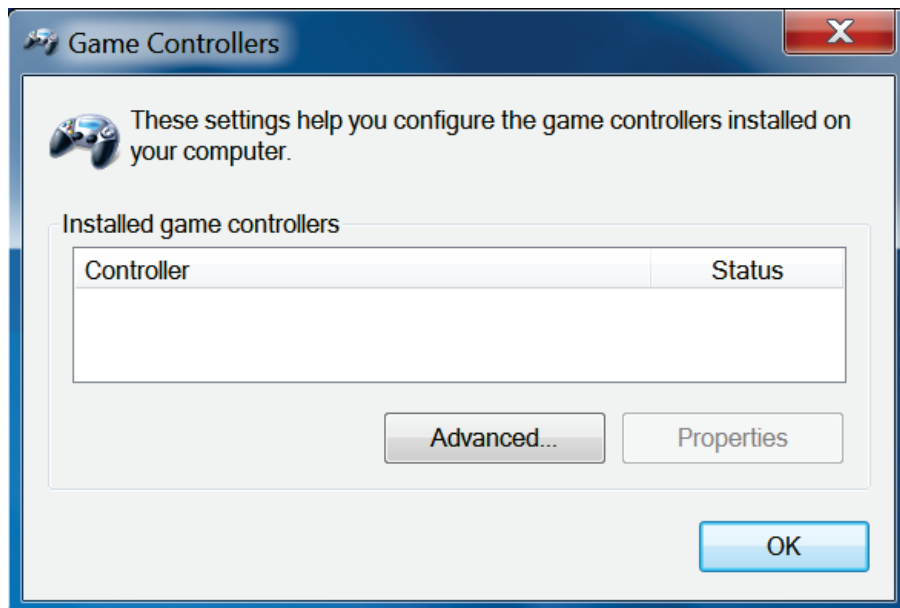 Game Controllers
These settings help you configure the game controllers installed on
your computer.
Installed game controllers
Controller Status
Advanced... Properties
OK